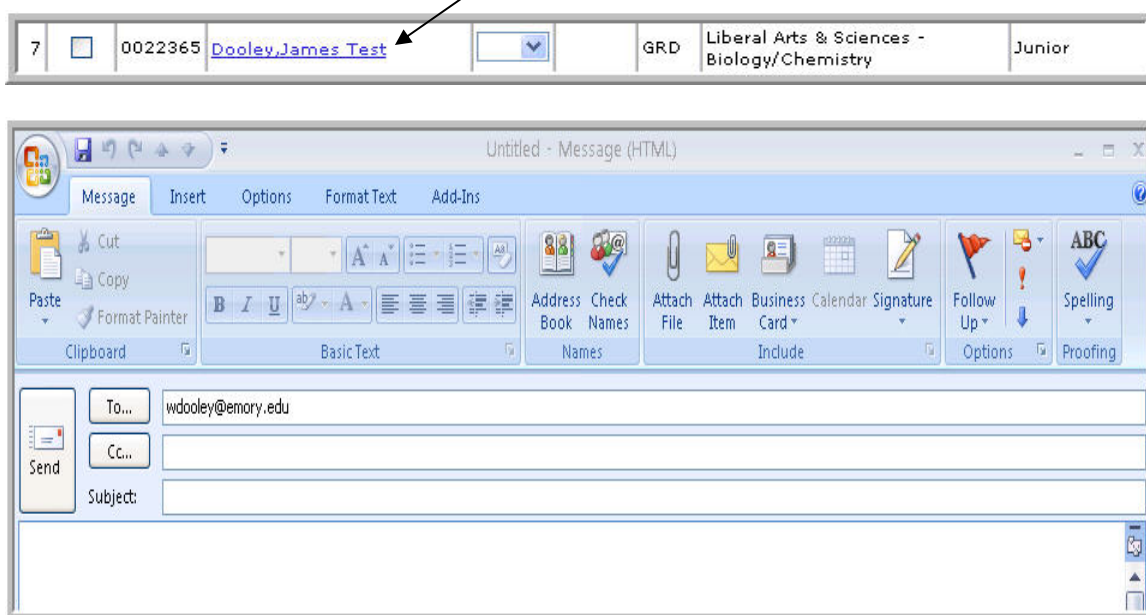 7 0022365 Dooley,James Test GRD Liberal Arts & Sciences - Junior
Biology/Chemistry
Untitled - Message (HTML)
Message Insert Options Format Text Add-Ins
Cut
Copy
Format Painter
Paste
Clipboard
B I U ab A A A Aa
Basic Text
Address Book
Check Names
Names
Attach File
Attach Item
Business Card
Calendar
Signature
Include
Follow Up
Options
ABC
Spelling
Proofing
To... wdooley@emory.edu
Cc...
Send
Subject: